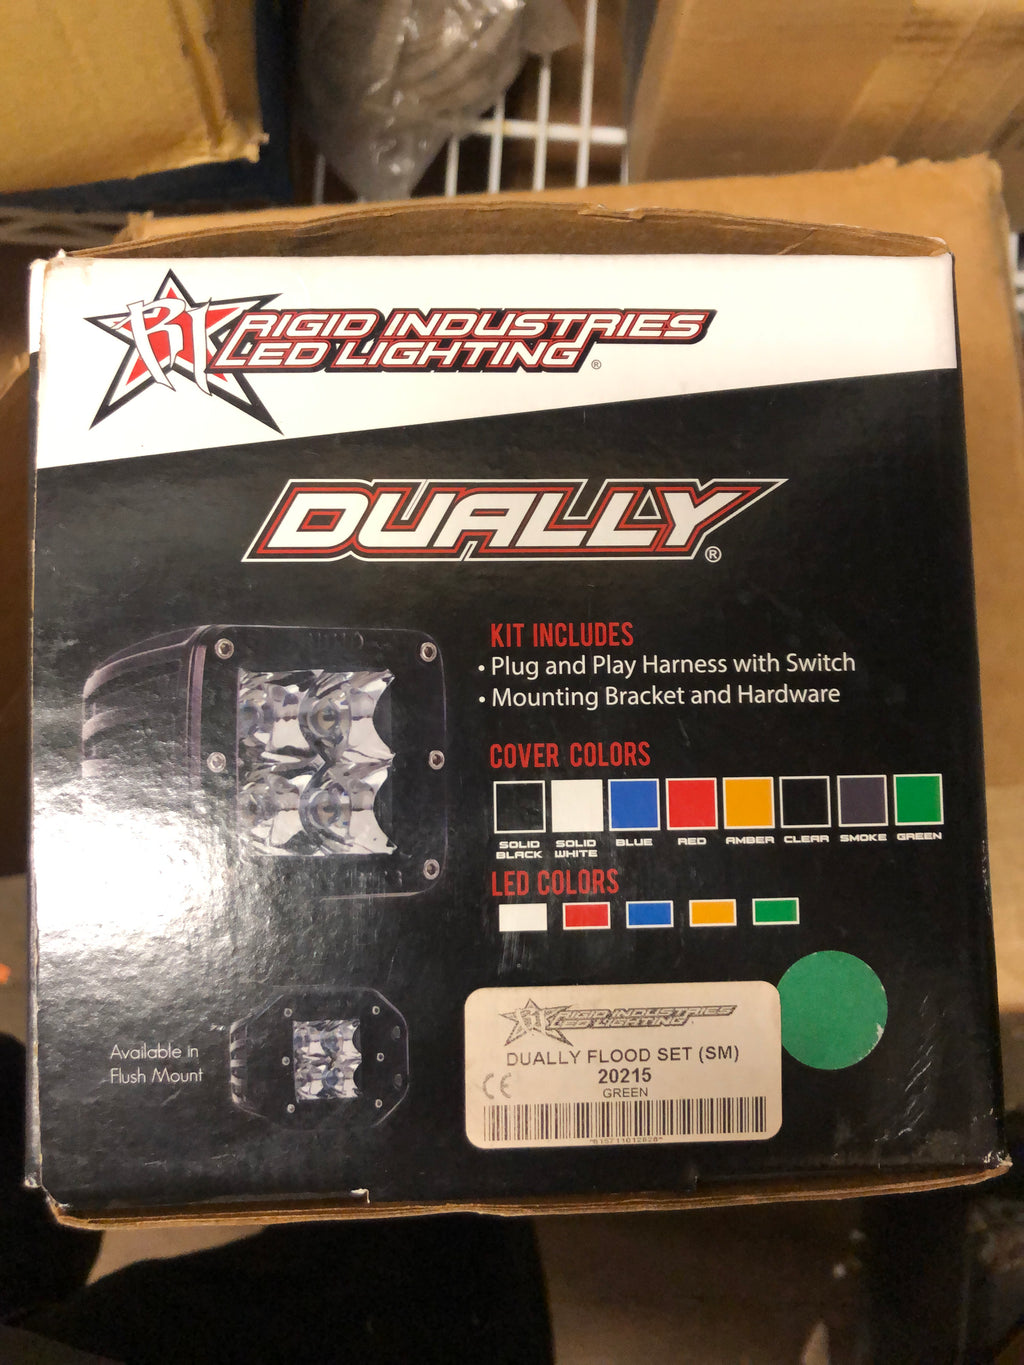 RI RIGID INDUSTRIES
LED LIGHTING®
DUALLY®
KIT INCLUDES
• Plug and Play Harness with Switch
• Mounting Bracket and Hardware
COVER COLORS
SOLID BLACK SOLID WHITE BLUE RED AMBER CLEAR SMOKE GREEN
LED COLORS
Available in
Flush Mount
RI RIGID INDUSTRIES
LED LIGHTING
DUALLY FLOOD SET (SM)
20215
CE GREEN